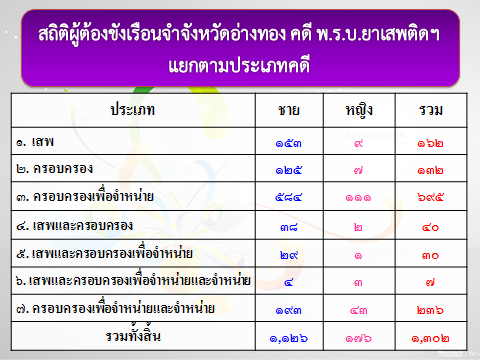 สถิติผู้ต้องขังเรือนจำจังหวัดอ่างทอง คดี พ.ร.บ.ยาเสพติดฯ
แยกตามประเภทคดี
ประเภท ชาย หญิง รวม
๑. เสพ ๑๕๓ ๙ ๑๖๒
๒. ครอบครอง ๑๒๕ ๗ ๑๓๒
๓. ครอบครองเพื่อจำหน่าย ๕๘๔ ๑๑๑ ๖๙๕
๔. เสพและครอบครอง ๓๘ ๒ ๔๐
๕. เสพและครอบครองเพื่อจำหน่าย ๒๙ ๑ ๓๐
๖. เสพและครอบครองเพื่อจำหน่ายและจำหน่าย ๔ ๓ ๗
๗. ครอบครองเพื่อจำหน่ายและจำหน่าย ๑๙๓ ๔๓ ๒๓๖
รวมทั้งสิ้น ๑,๑๒๖ ๑๗๖ ๑,๓๐๒